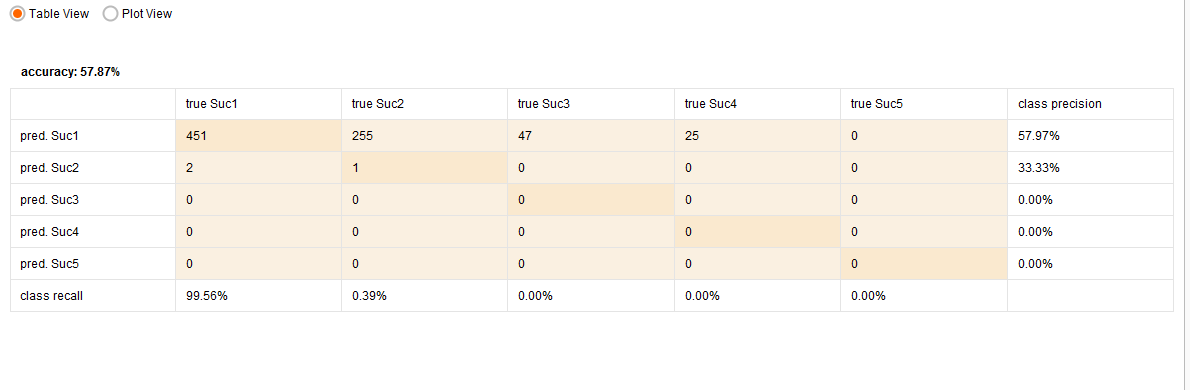 Table View Plot View
accuracy: 57.87%
true Suc1 true Suc2 true Suc3 true Suc4 true Suc5 class precision
pred. Suc1 451 255 47 25 0 57.97%
pred. Suc2 2 1 0 0 0 33.33%
pred. Suc3 0 0 0 0 0 0.00%
pred. Suc4 0 0 0 0 0 0.00%
pred. Suc5 0 0 0 0 0 0.00%
class recall 99.56% 0.39% 0.00% 0.00% 0.00%